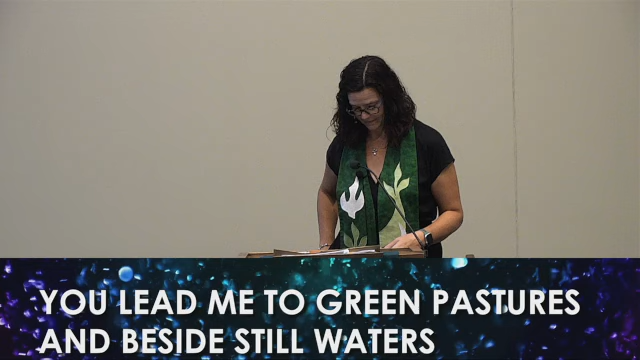 YOU LEAD ME TO GREEN PASTURES
AND BESIDE STILL WATERS